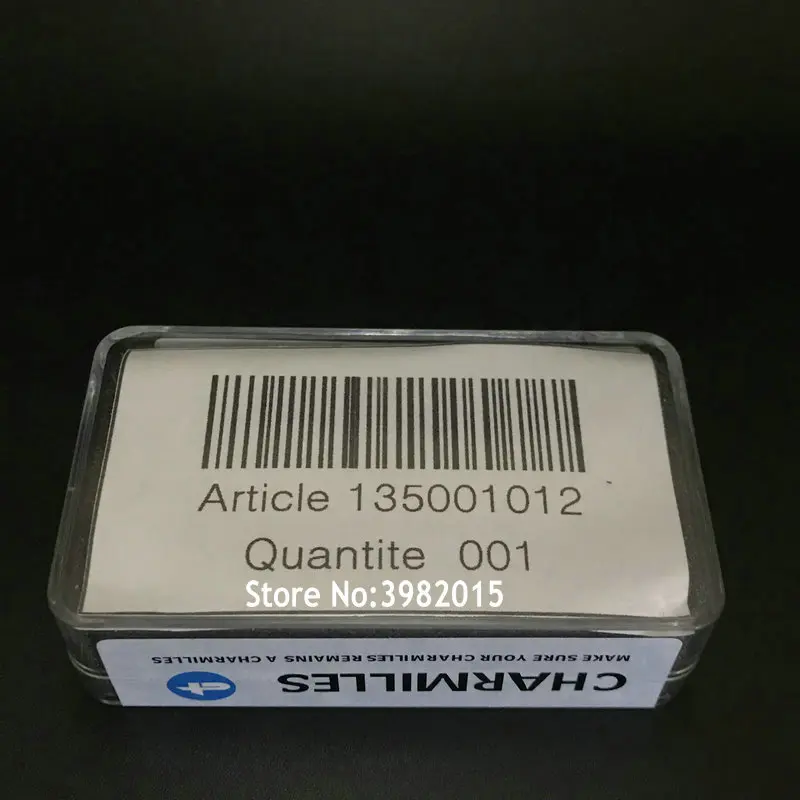 Article 135001012
Quantite 001
Store No:3982015
MAKE SURE YOUR CHARMILLES REMAINS A CHARMILLES
CHARMILLES